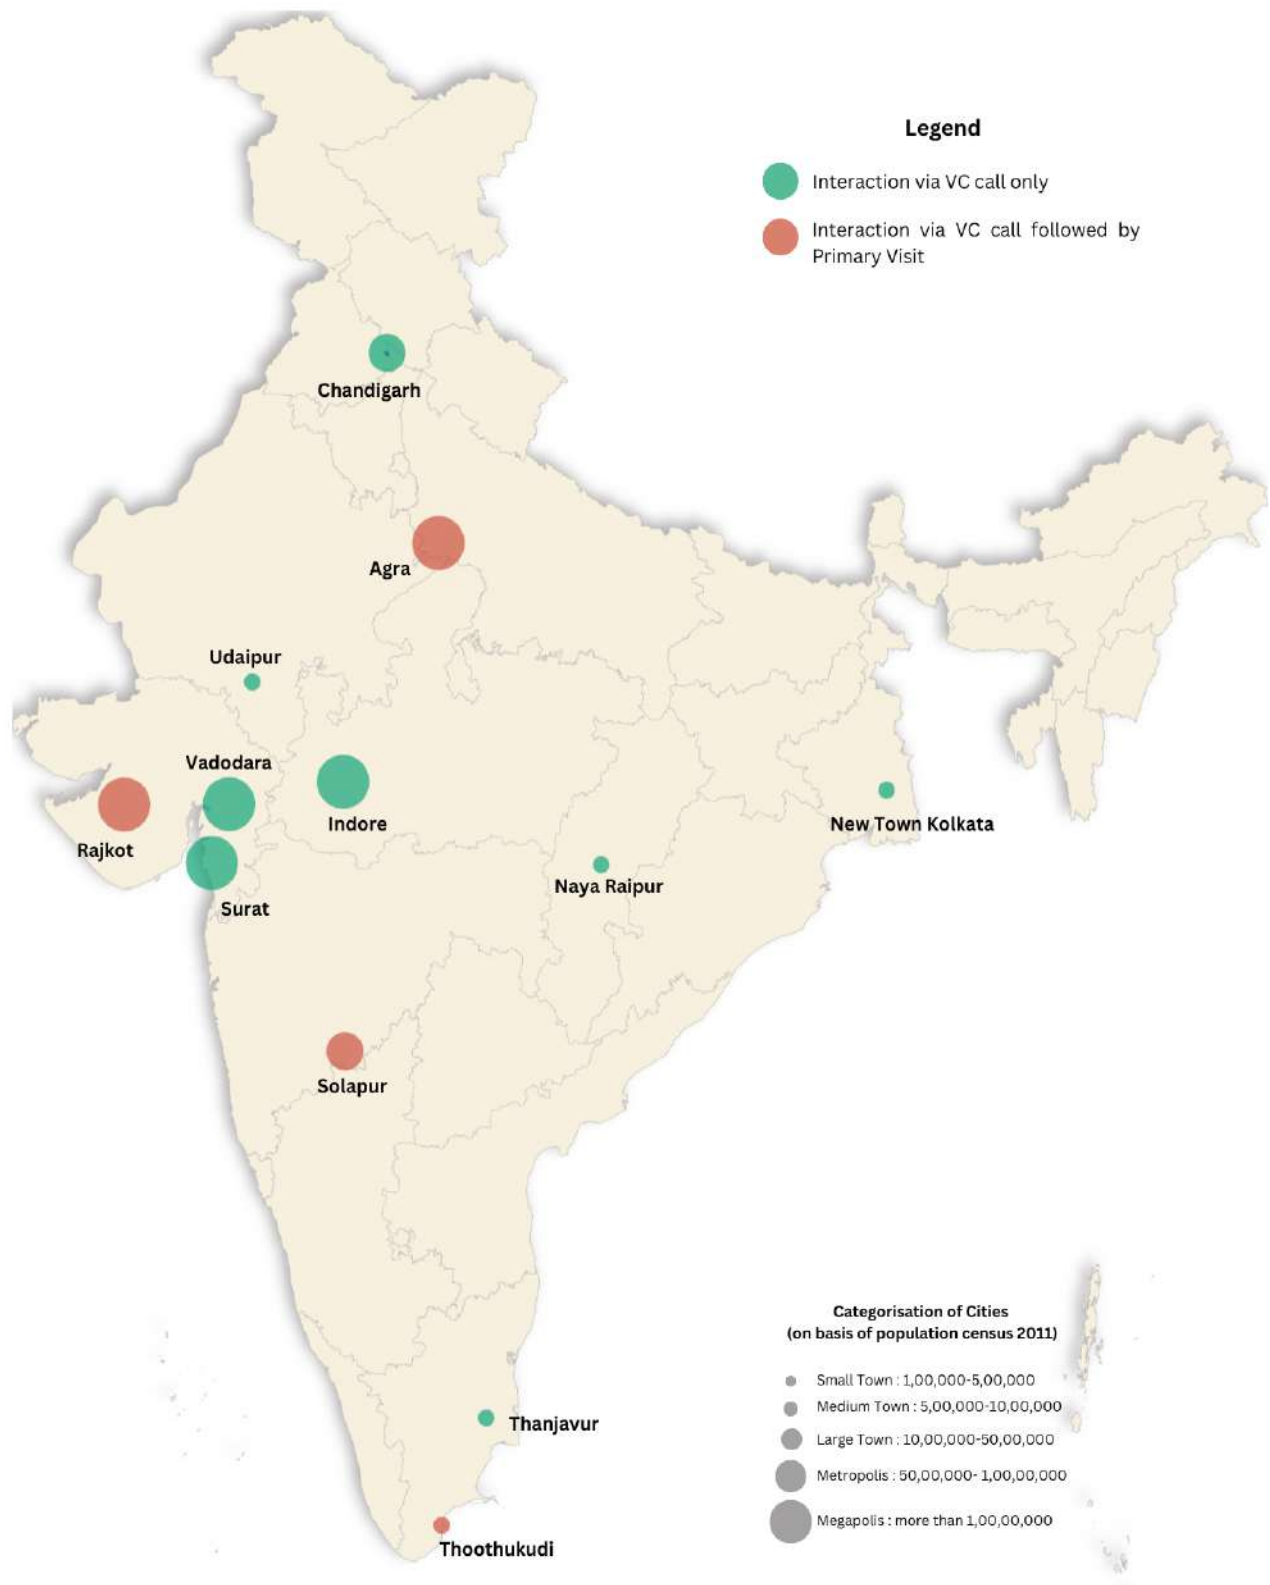 Legend
Interaction via VC call only
Interaction via VC call followed by
Primary Visit
Chandigarh
Agra
Udaipur
Vadodara
Indore
Rajkot
New Town Kolkata
Naya Raipur
Surat
Solapur
Categorisation of Cities
(on basis of population census 2011)
Small Town : 1,00,000-5,00,000
Medium Town : 5,00,000-10,00,000
Large Town : 10,00,000-50,00,000
Metropolis : 50,00,000- 1,00,00,000
Megapolis : more than 1,00,00,000
Thanjavur
Thoothukudi